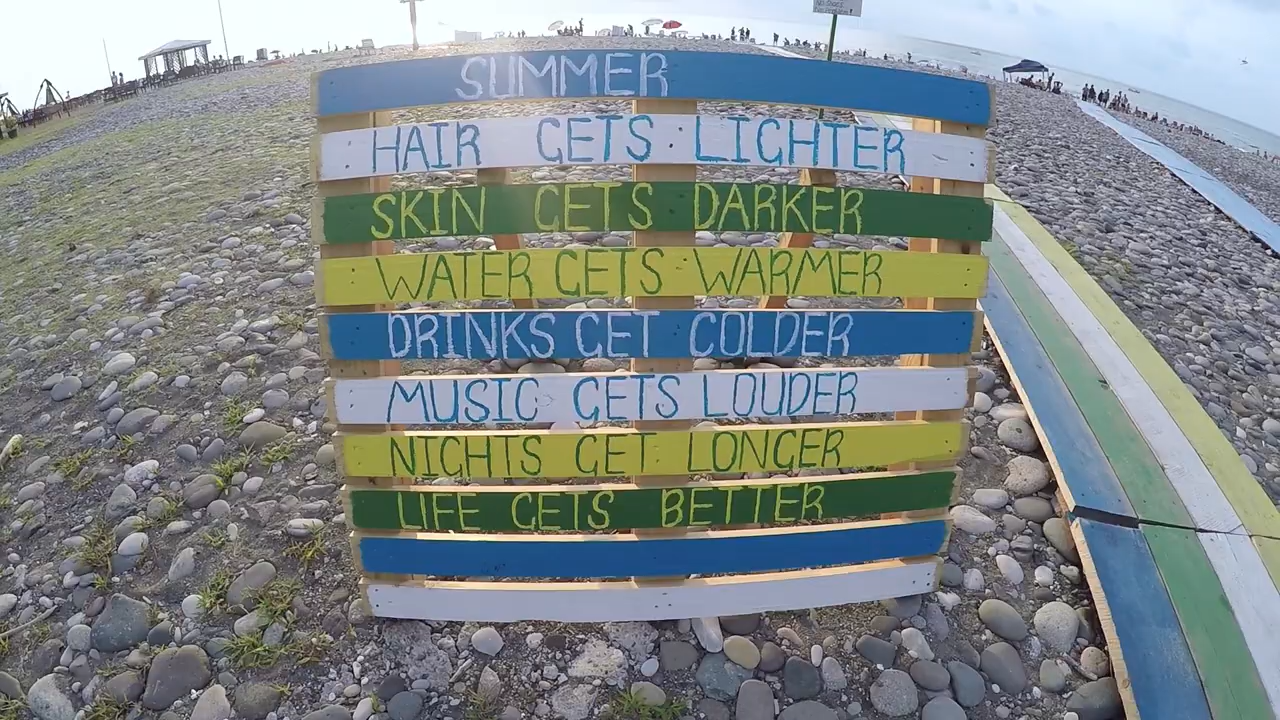 SUMMER
HAIR GETS LIGHTER
SKIN GETS DARKER
WATER GETS WARMER
DRINKS GET COLDER
MUSIC GETS LOUDER
NIGHTS GET LONGER
LIFE GETS BETTER